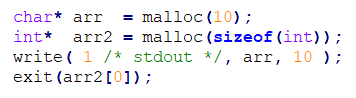 char* arr  = malloc(10);
int*  arr2 = malloc(sizeof(int));
write( 1 /* stdout */, arr, 10 );
exit(arr2[0]);